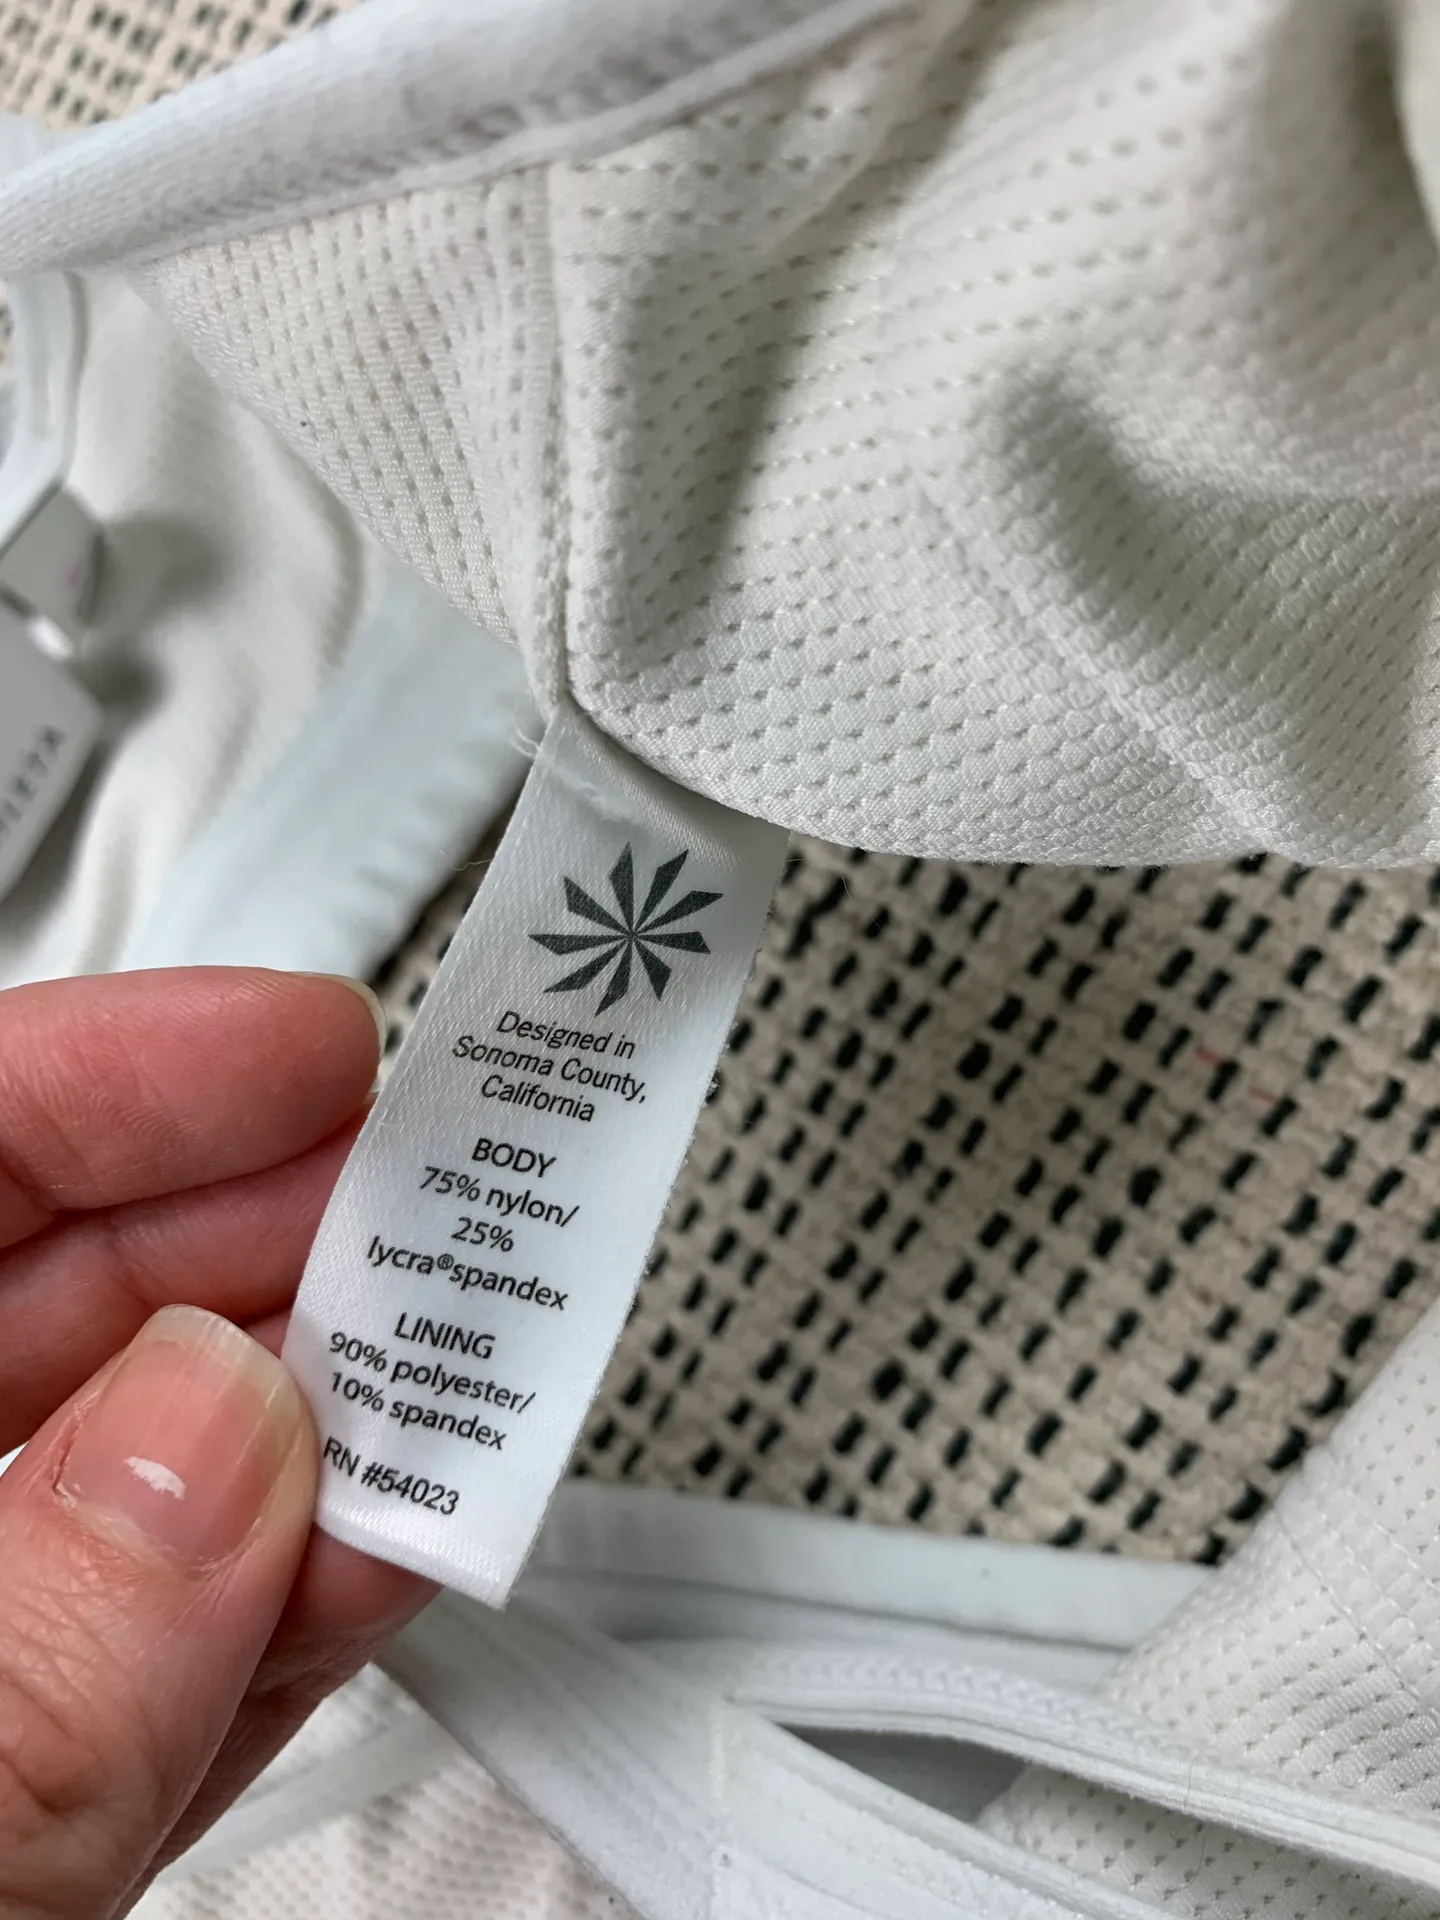 Designed in
Sonoma County,
California
BODY
75% nylon/
25%
lycra®spandex
LINING
90% polyester/
10% spandex
RN #54023